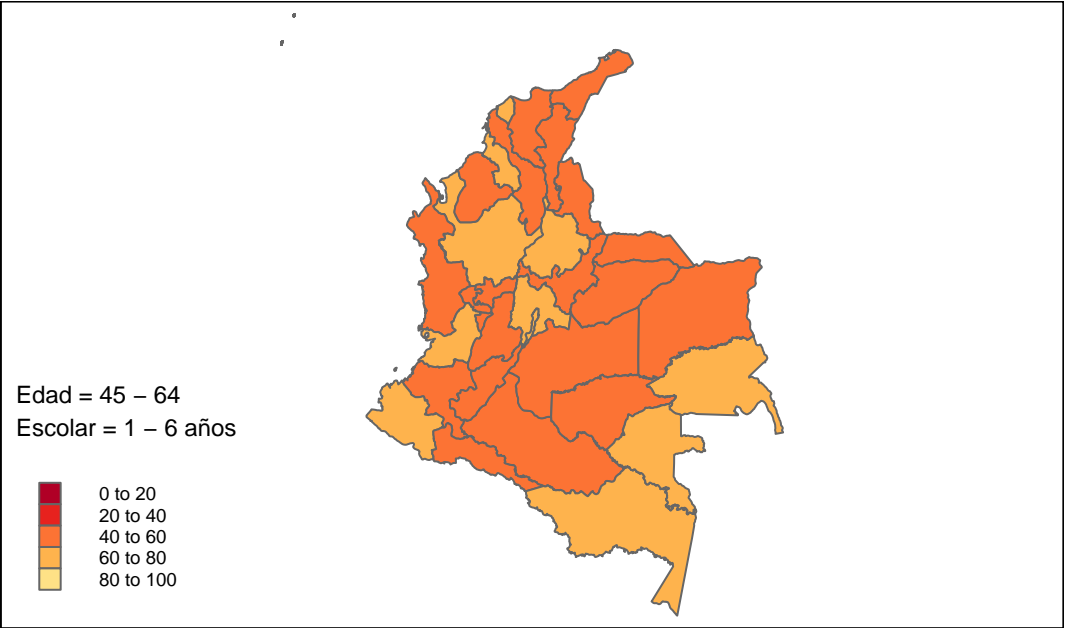 Edad = 45 − 64
Escolar = 1 − 6 años
0 to 20
20 to 40
40 to 60
60 to 80
80 to 100